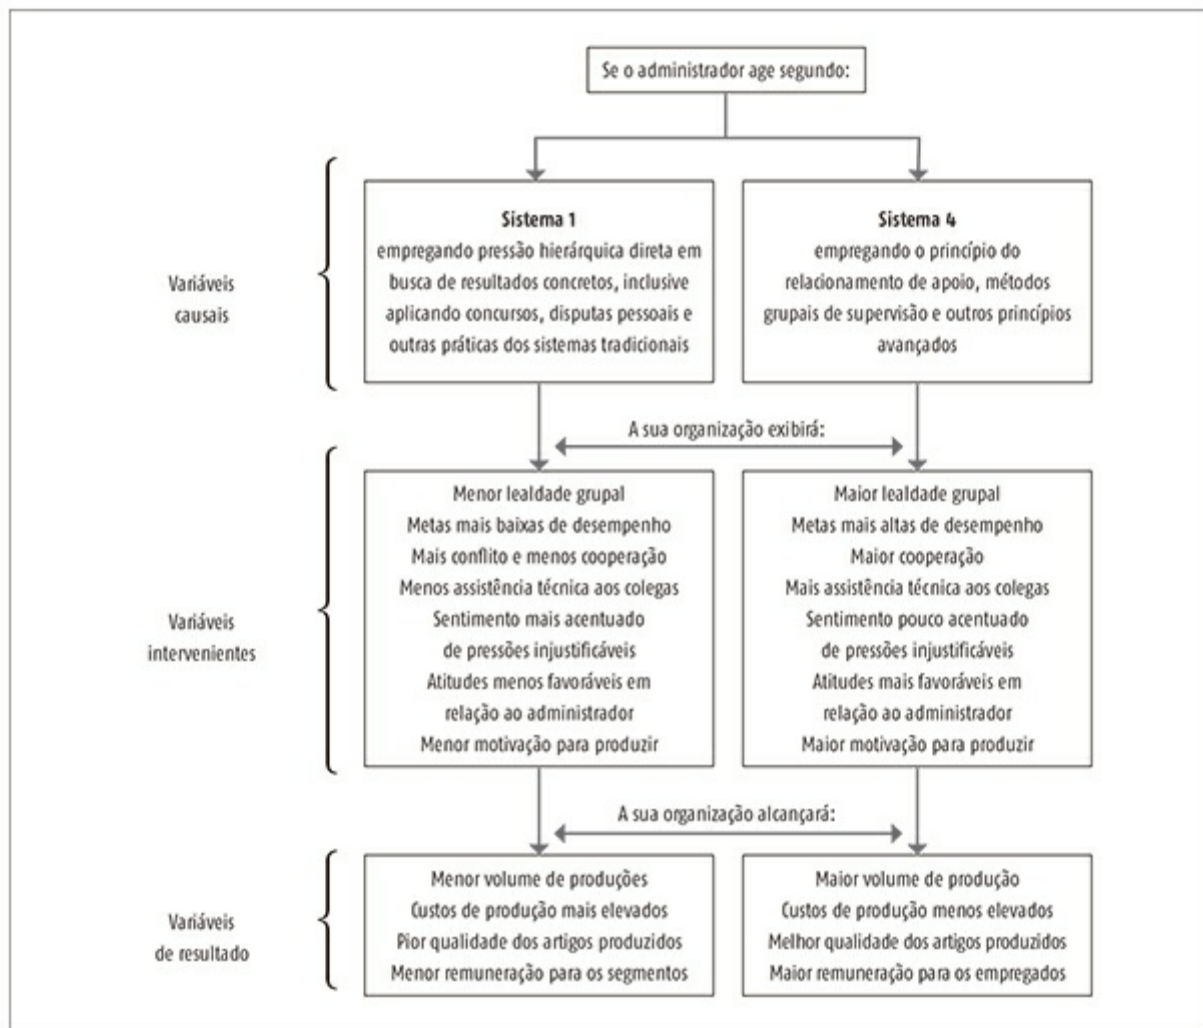 Se o administrador age segundo:
Variáveis
causais
Sistema 1
empregando pressão hierárquica direta em
busca de resultados concretos, inclusive
aplicando concursos, disputas pessoais e
outras práticas dos sistemas tradicionais
Sistema 4
empregando o princípio do
relacionamento de apoio, métodos
grupais de supervisão e outros princípios
avançados
A sua organização exibirá:
Variáveis
intervenientes
Menor lealdade grupal
Metas mais baixas de desempenho
Mais conflito e menos cooperação
Menos assistência técnica aos colegas
Sentimento mais acentuado
de pressões injustificáveis
Atitudes menos favoráveis em
relação ao administrador
Menor motivação para produzir
Maior lealdade grupal
Metas mais altas de desempenho
Maior cooperação
Mais assistência técnica aos colegas
Sentimento pouco acentuado
de pressões injustificáveis
Atitudes mais favoráveis em
relação ao administrador
Maior motivação para produzir
A sua organização alcançará:
Variáveis
de resultado
Menor volume de produções
Custos de produção mais elevados
Pior qualidade dos artigos produzidos
Menor remuneração para os segmentos
Maior volume de produção
Custos de produção menos elevados
Melhor qualidade dos artigos produzidos
Maior remuneração para os empregados